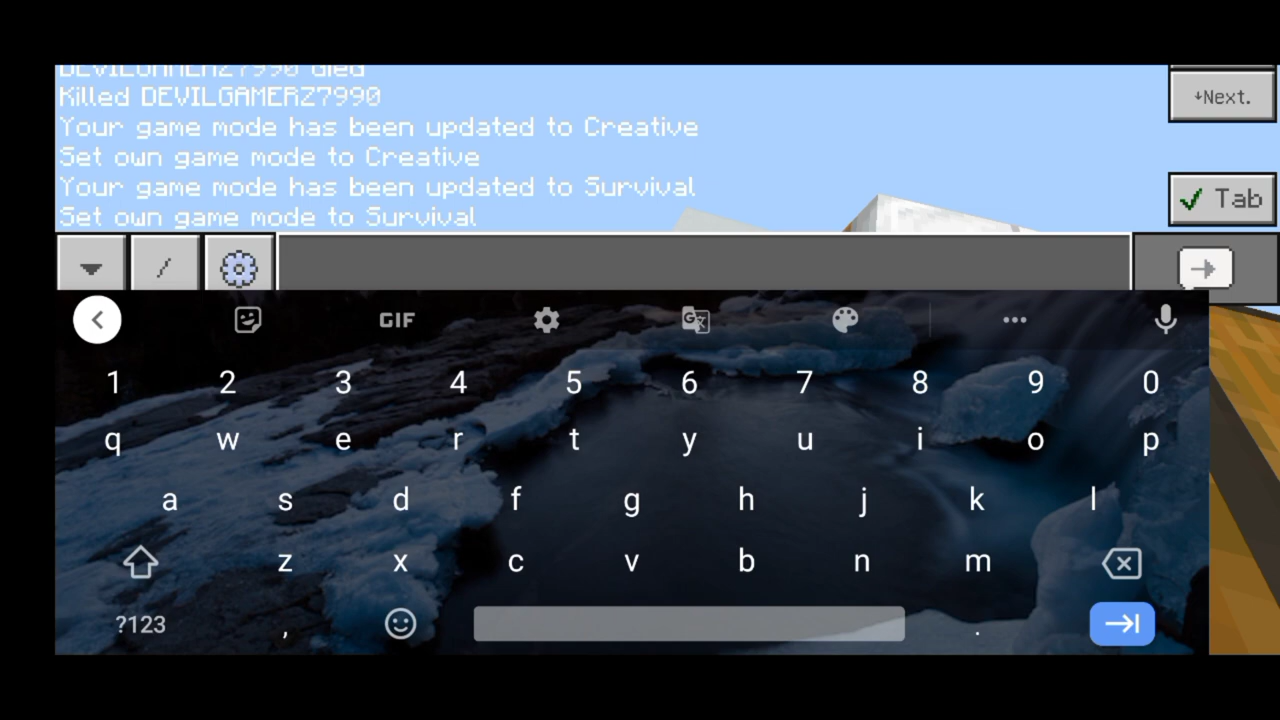 DEVILGAMERZ7990 died
Killed DEVILGAMERZ7990
↓Next.
Your game mode has been updated to Creative
Set own game mode to Creative
Your game mode has been updated to Survival
Tab
Set own game mode to Survival
/
GIF
1 2 3 4 5 6 7 8 9 0
q w e r t y u i o p
a s d f g h j k l
z x c v b n m
?123 , .